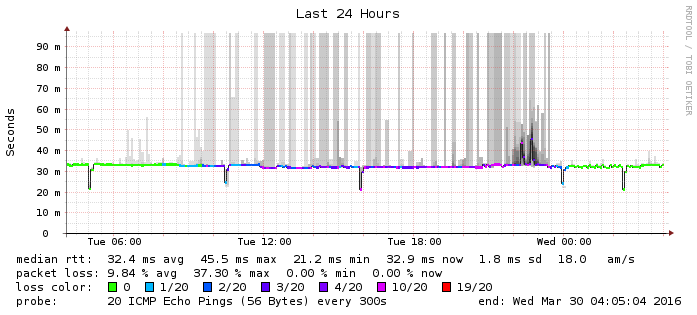 Last 24 Hours
RRDTOOL / TOBI OETIKER
Seconds
90 m
80 m
70 m
60 m
50 m
40 m
30 m
20 m
10 m
0
Tue 06:00 Tue 12:00 Tue 18:00 Wed 00:00
median rtt: 32.4 ms avg 45.5 ms max 21.2 ms min 32.9 ms now 1.8 ms sd 18.0 am/s
packet loss: 9.84 % avg 37.30 % max 0.00 % min 0.00 % now
loss color: 0 1/20 2/20 3/20 4/20 10/20 19/20
probe: 20 ICMP Echo Pings (56 Bytes) every 300s end: Wed Mar 30 04:05:04 2016